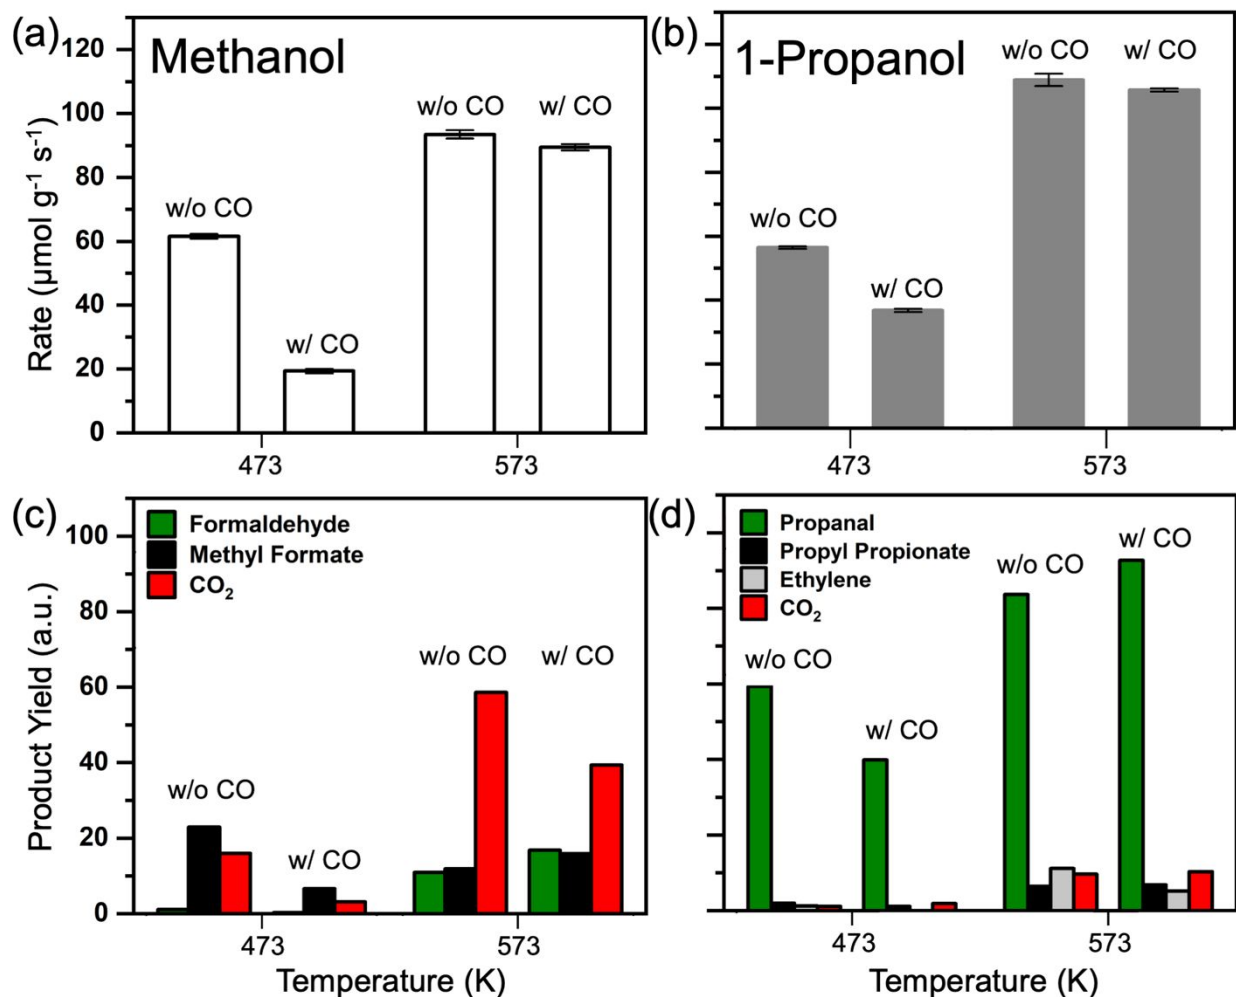 (a)
Methanol
Rate (μmol g⁻¹ s⁻¹)
120
100
80
60
40
20
0
w/o CO
w/ CO
w/o CO
w/ CO
473
573
(b)
1-Propanol
w/o CO
w/ CO
w/o CO
w/ CO
473
573
(c)
Formaldehyde
Methyl Formate
CO₂
Product Yield (a.u.)
100
80
60
40
20
0
w/o CO
w/ CO
w/o CO
w/ CO
473
573
Temperature (K)
(d)
Propanal
Propyl Propionate
Ethylene
CO₂
w/o CO
w/ CO
w/o CO
w/ CO
473
573
Temperature (K)